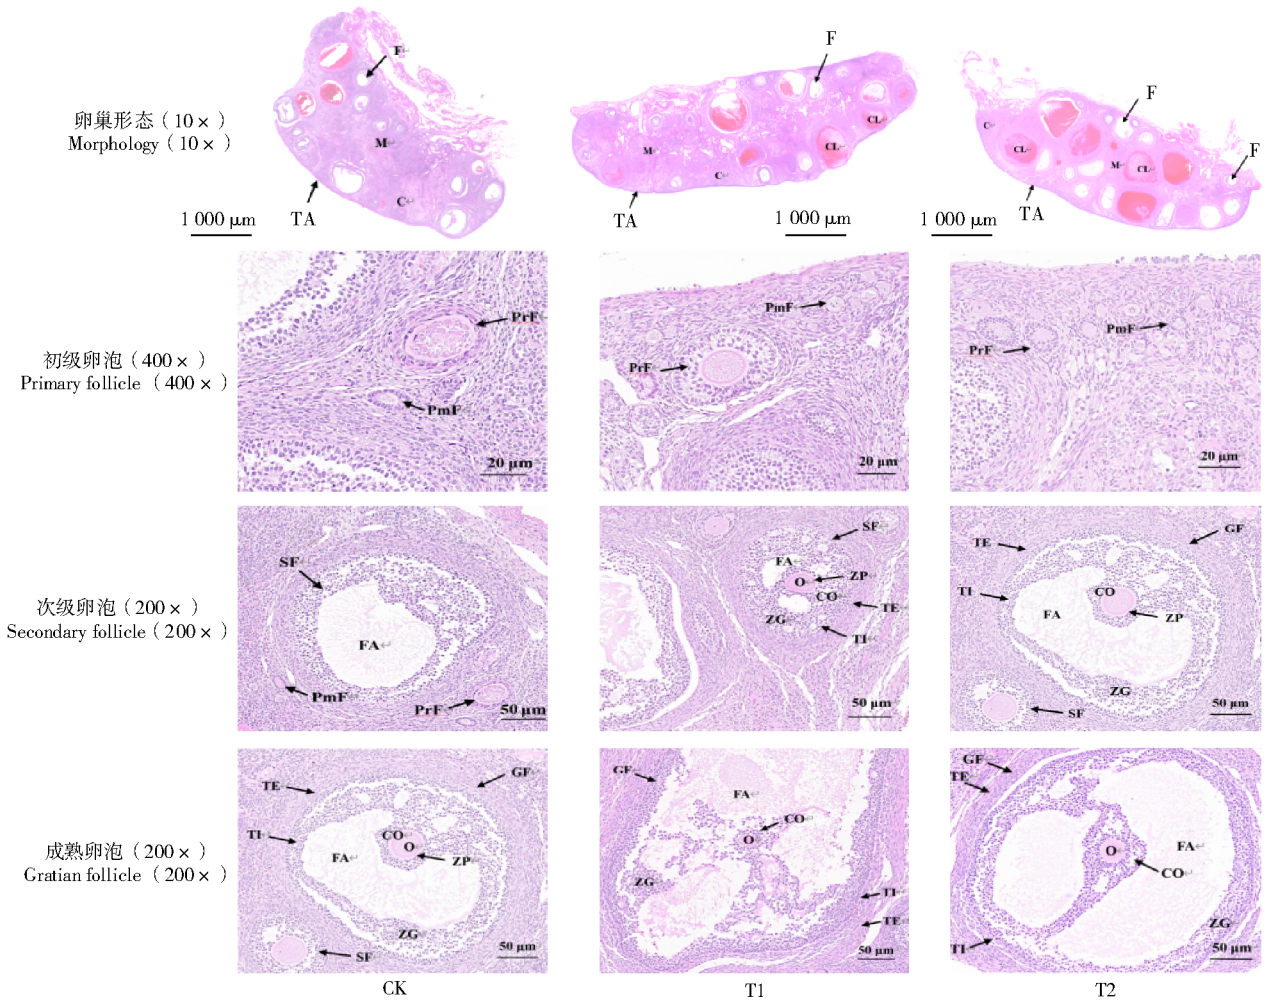 卵巢形态（10×）
Morphology（10×）
F↵
M↵
C↵
TA
1 000 μm
F
M
C↵
CL↵
CL↵
TA
1 000 μm
F
F
C
CL
M
CL
TA
1 000 μm
初级卵泡（400×）
Primary follicle（400×）
PrF↵
PmF↵
20 μm
PmF↵
PrF↵
20 μm
PmF↵
PrF↵
20 μm
次级卵泡（200×）
Secondary follicle（200×）
SF↵
FA↵
PmF↵
PrF↵
50 μm
SF↵
FA↵
O
ZP↵
CO↵
TE↵
ZG↵
TI↵
50 μm
TE
GF
TI
CO
FA
ZP
ZG
SF
50 μm
成熟卵泡（200×）
Gratian follicle（200×）
TE↵
GF↵
TI↵
CO
O
FA↵
ZP↵
ZG↵
SF↵
50 μm
GF↵
FA↵
CO↵
O
ZG↵
TI↵
TE↵
50 μm
GF↵
TE
O
FA↵
CO↵
ZG↵
TI↵
50 μm
CK
T1
T2